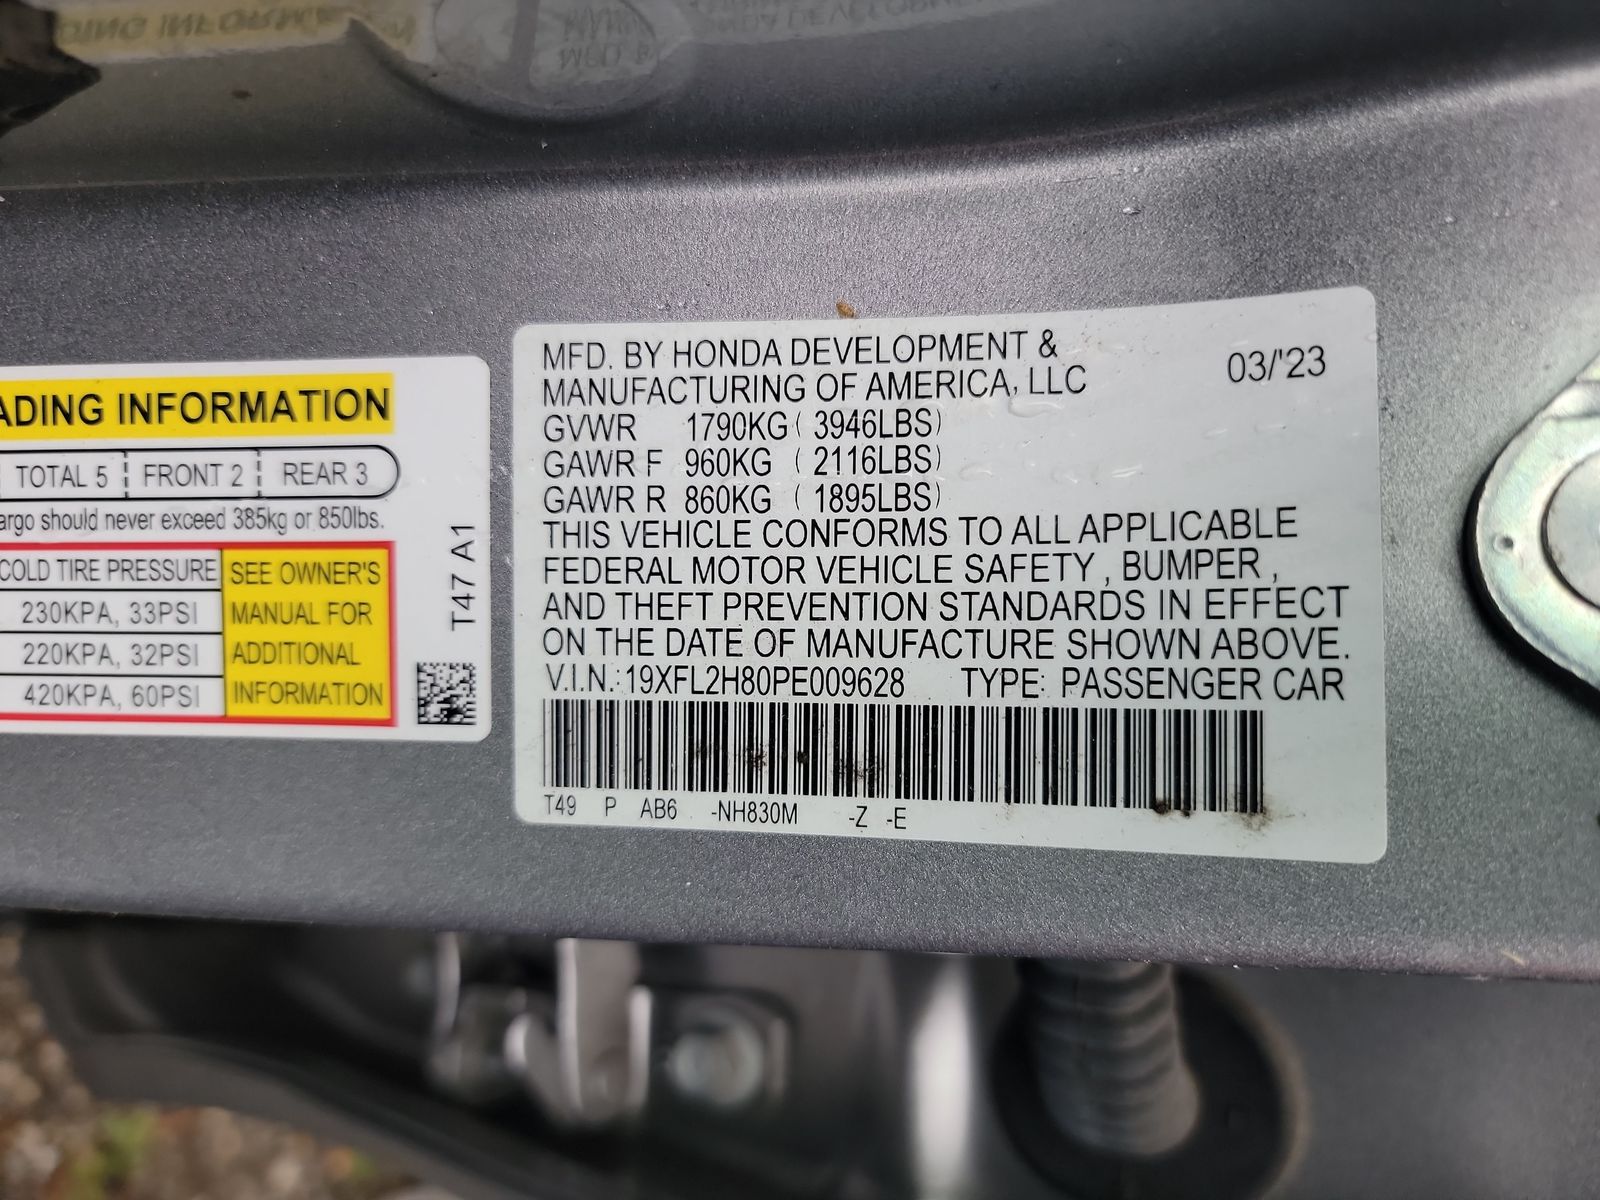 ADING INFORMATION
TOTAL 5 FRONT 2 REAR 3
argo should never exceed 385kg or 850lbs.
COLD TIRE PRESSURE
230KPA, 33PSI
220KPA, 32PSI
420KPA, 60PSI
SEE OWNER'S
MANUAL FOR
ADDITIONAL
INFORMATION
T47 A1
MFD. BY HONDA DEVELOPMENT &
MANUFACTURING OF AMERICA, LLC
03/'23
GVWR 1790KG ( 3946LBS)
GAWR F 960KG ( 2116LBS)
GAWR R 860KG ( 1895LBS)
THIS VEHICLE CONFORMS TO ALL APPLICABLE
FEDERAL MOTOR VEHICLE SAFETY , BUMPER ,
AND THEFT PREVENTION STANDARDS IN EFFECT
ON THE DATE OF MANUFACTURE SHOWN ABOVE.
V.I.N.: 19XFL2H80PE009628 TYPE: PASSENGER CAR
T49 P AB6 -NH830M -Z -E